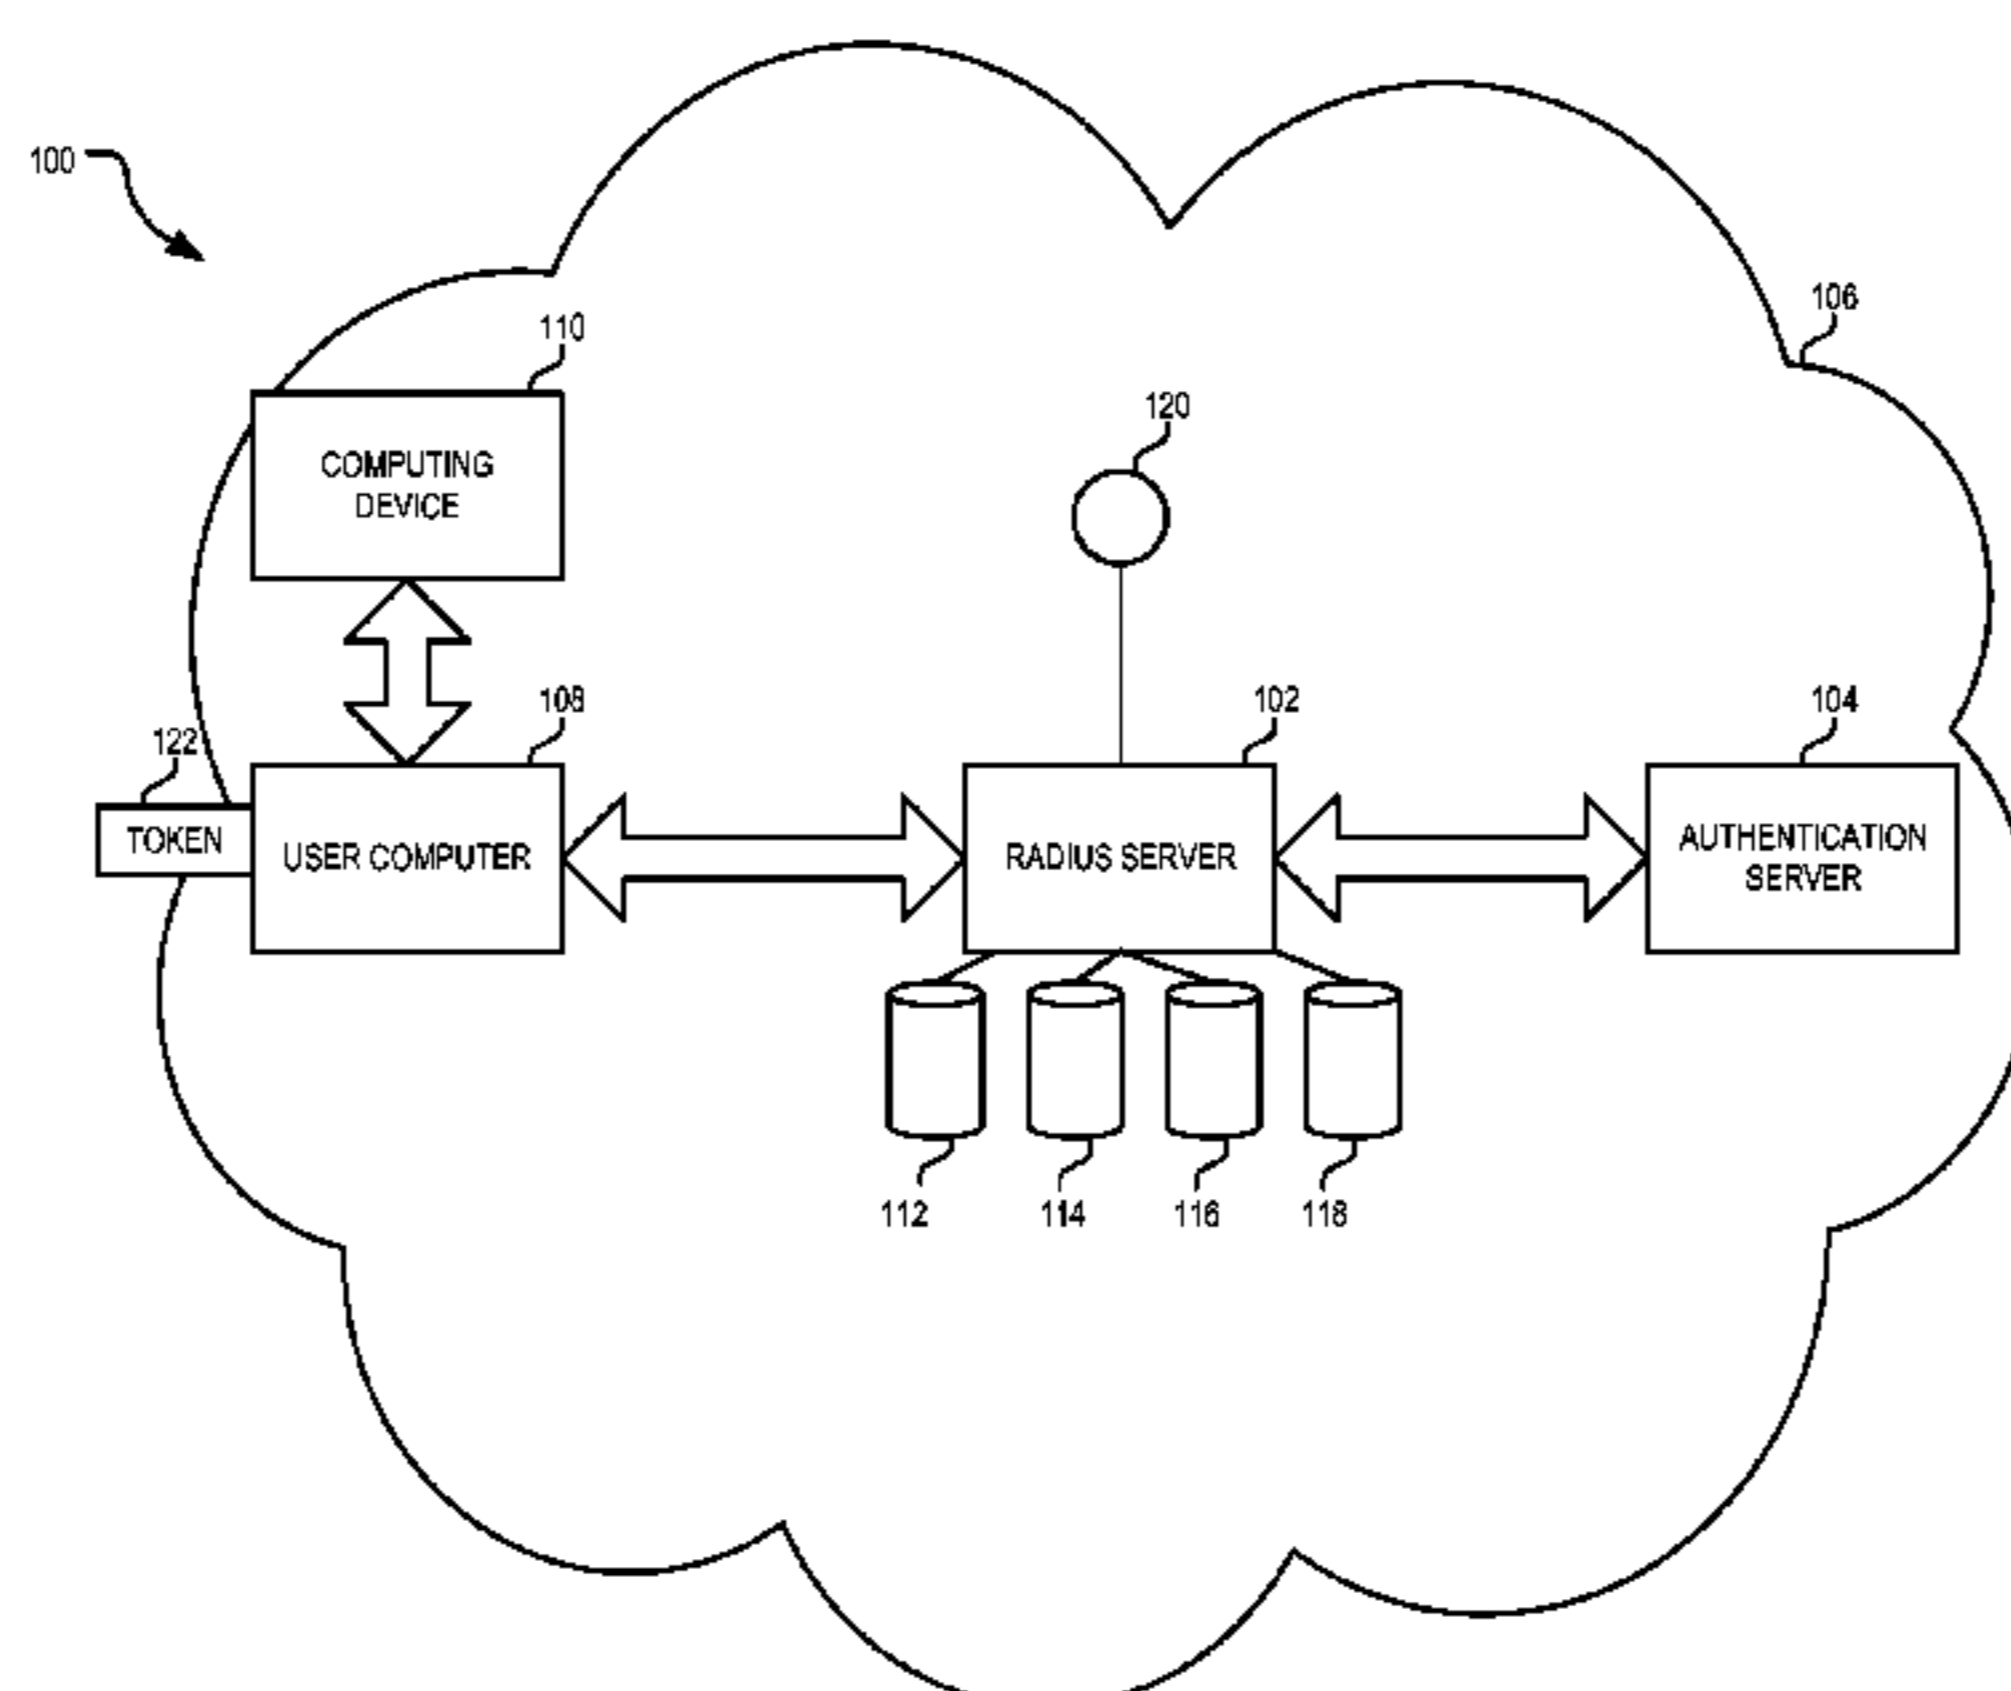 100
106
110
COMPUTING
DEVICE
120
108
102
104
122
TOKEN
USER COMPUTER
RADIUS SERVER
AUTHENTICATION
SERVER
112
114
116
118